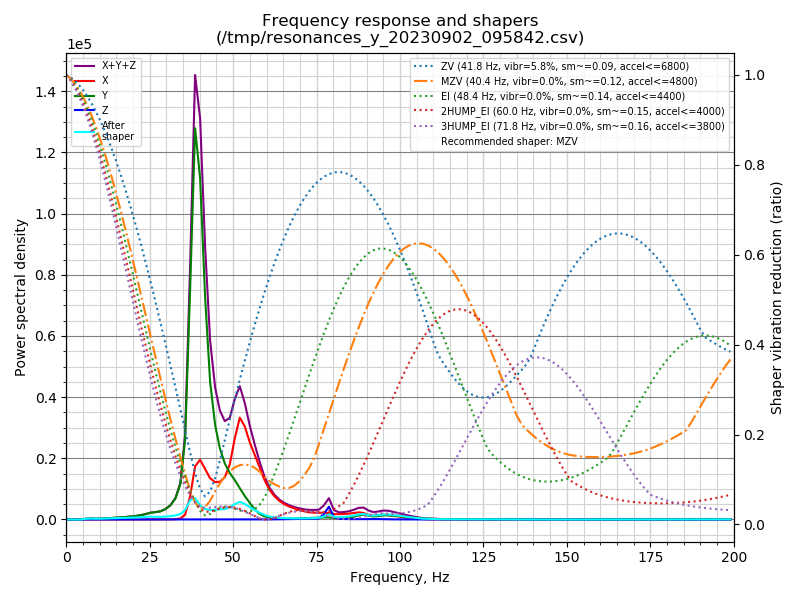 Frequency response and shapers
(/tmp/resonances_y_20230902_095842.csv)
1e5
X+Y+Z
X
Y
Z
After
shaper
ZV (41.8 Hz, vibr=5.8%, sm~=0.09, accel<=6800)
MZV (40.4 Hz, vibr=0.0%, sm~=0.12, accel<=4800)
EI (48.4 Hz, vibr=0.0%, sm~=0.14, accel<=4400)
2HUMP_EI (60.0 Hz, vibr=0.0%, sm~=0.15, accel<=4000)
3HUMP_EI (71.8 Hz, vibr=0.0%, sm~=0.16, accel<=3800)
Recommended shaper: MZV
Power spectral density
1.4
1.2
1.0
0.8
0.6
0.4
0.2
0.0
1.0
0.8
0.6
0.4
0.2
0.0
Shaper vibration reduction (ratio)
0 25 50 75 100 125 150 175 200
Frequency, Hz